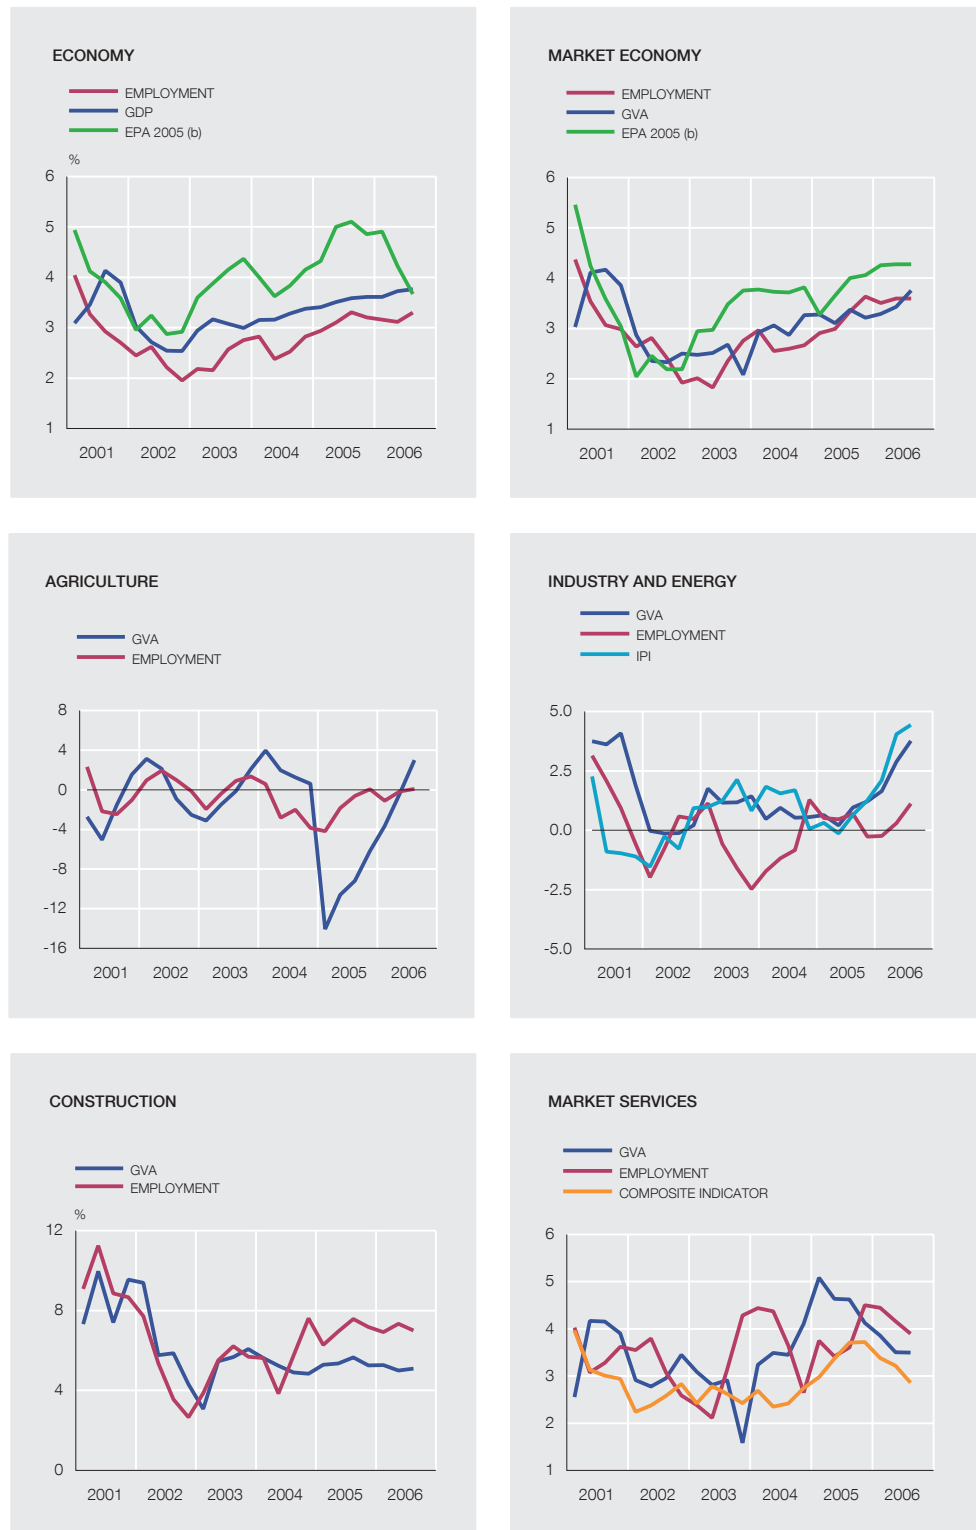 ECONOMY
EMPLOYMENT
GDP
EPA 2005 (b)
%
6
5
4
3
2
1
2001 2002 2003 2004 2005 2006
MARKET ECONOMY
EMPLOYMENT
GVA
EPA 2005 (b)
6
5
4
3
2
1
2001 2002 2003 2004 2005 2006
AGRICULTURE
GVA
EMPLOYMENT
8
4
0
-4
-8
-12
-16
2001 2002 2003 2004 2005 2006
INDUSTRY AND ENERGY
GVA
EMPLOYMENT
IPI
5.0
2.5
0.0
-2.5
-5.0
2001 2002 2003 2004 2005 2006
CONSTRUCTION
GVA
EMPLOYMENT
%
12
8
4
0
2001 2002 2003 2004 2005 2006
MARKET SERVICES
GVA
EMPLOYMENT
COMPOSITE INDICATOR
6
5
4
3
2
1
2001 2002 2003 2004 2005 2006